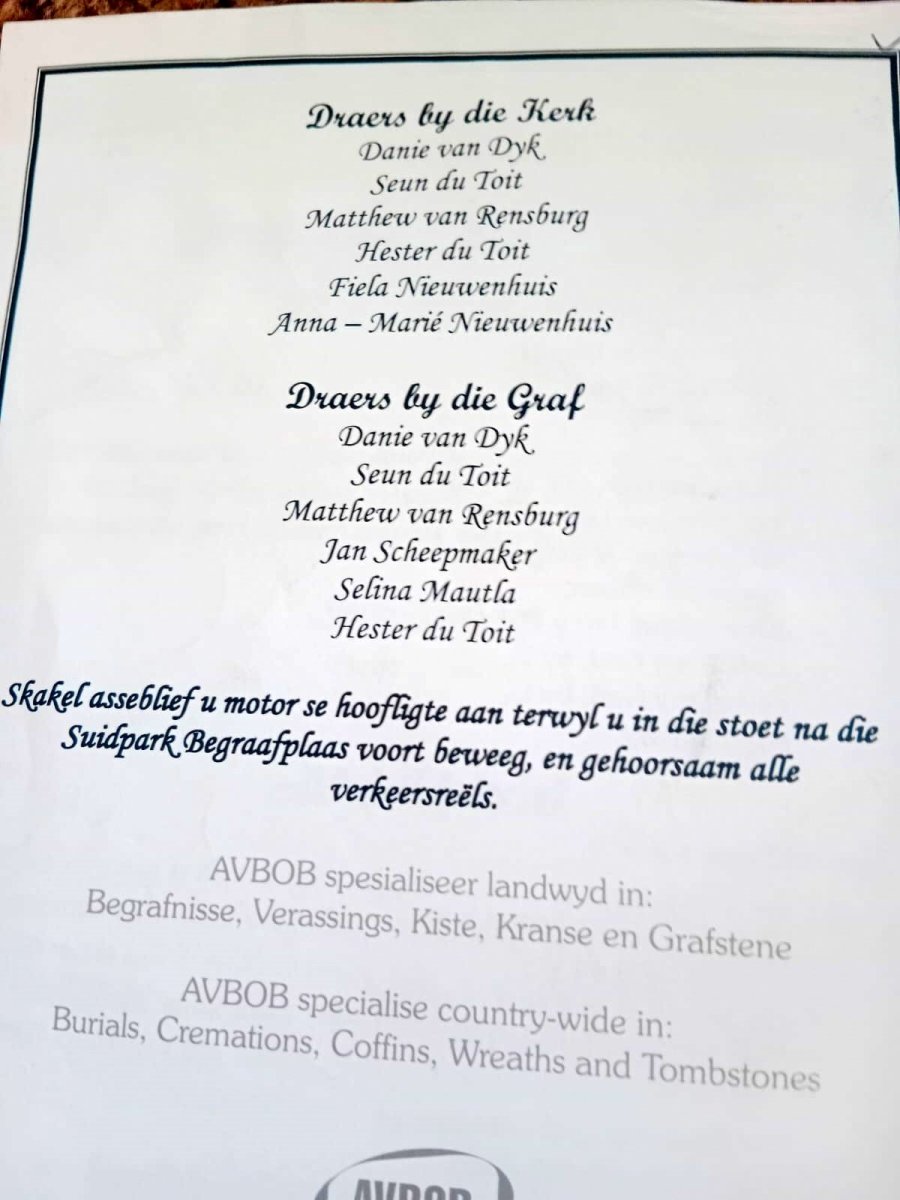 Draers by die Kerk
Danie van Dyk
Seun du Toit
Matthew van Rensburg
Hester du Toit
Fiela Nieuwenhuis
Anna – Marié Nieuwenhuis
Draers by die Graf
Danie van Dyk
Seun du Toit
Matthew van Rensburg
Jan Scheepmaker
Selina Mautla
Hester du Toit
Skakel asseblief u motor se hoofligte aan terwyl u in die stoet na die
Suidpark Begraafplaas voort beweeg, en gehoorsaam alle
verkeersreëls.
AVBOB spesialiseer landwyd in:
Begrafnisse, Verassings, Kiste, Kranse en Grafstene
AVBOB specialise country-wide in:
Burials, Cremations, Coffins, Wreaths and Tombstones
AVBOB